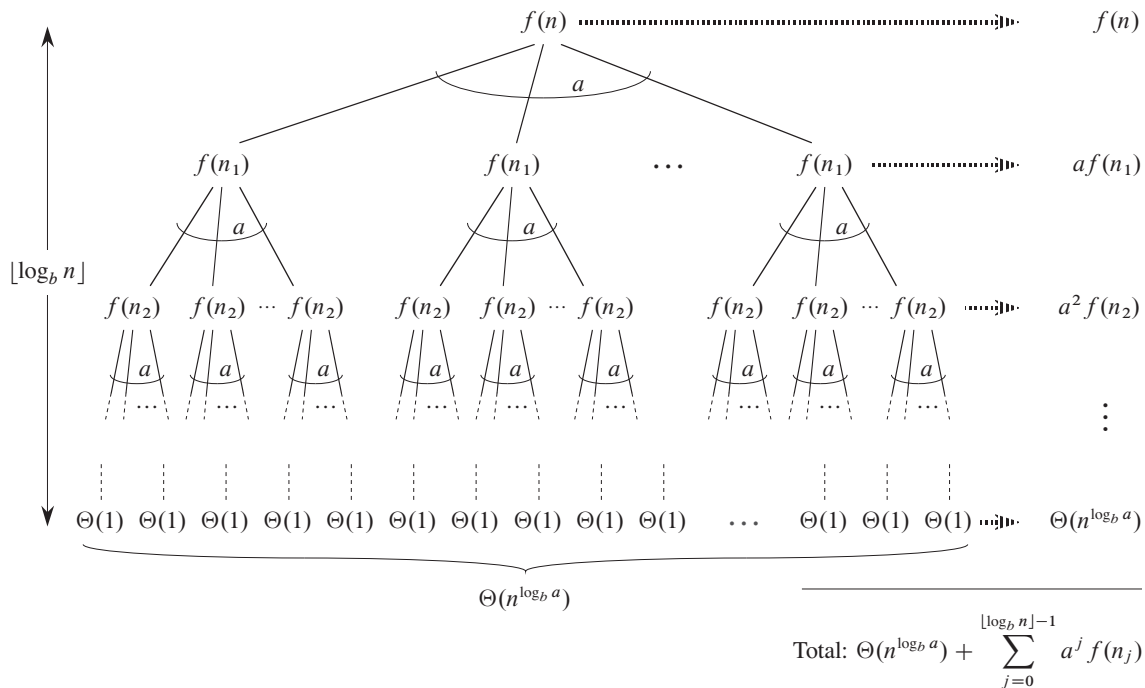 f(n) f(n)
a
f(n₁) f(n₁) ⋯ f(n₁) a f(n₁)
a a a
⌊log_b n⌋
f(n₂) f(n₂) ⋯ f(n₂) f(n₂) f(n₂) ⋯ f(n₂) f(n₂) f(n₂) ⋯ f(n₂) a² f(n₂)
a a a a a a a a a
⋯ ⋯ ⋯ ⋯ ⋯ ⋯ ⋯ ⋯ ⋯ ⋮
Θ(1) Θ(1) Θ(1) Θ(1) Θ(1) Θ(1) Θ(1) Θ(1) Θ(1) Θ(1) ⋯ Θ(1) Θ(1) Θ(1) Θ(n^{log_b a})
Θ(n^{log_b a})
Total: Θ(n^{log_b a}) + ∑_{j=0}^{⌊log_b n⌋−1} a^j f(n_j)